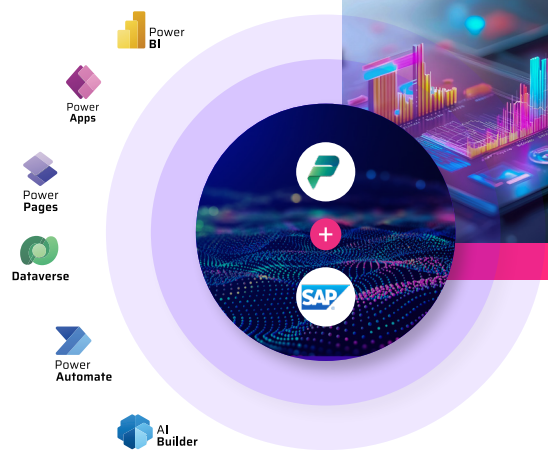 Power
BI
Power
Apps
Power
Pages
Dataverse
Power
Automate
AI
Builder
+
SAP